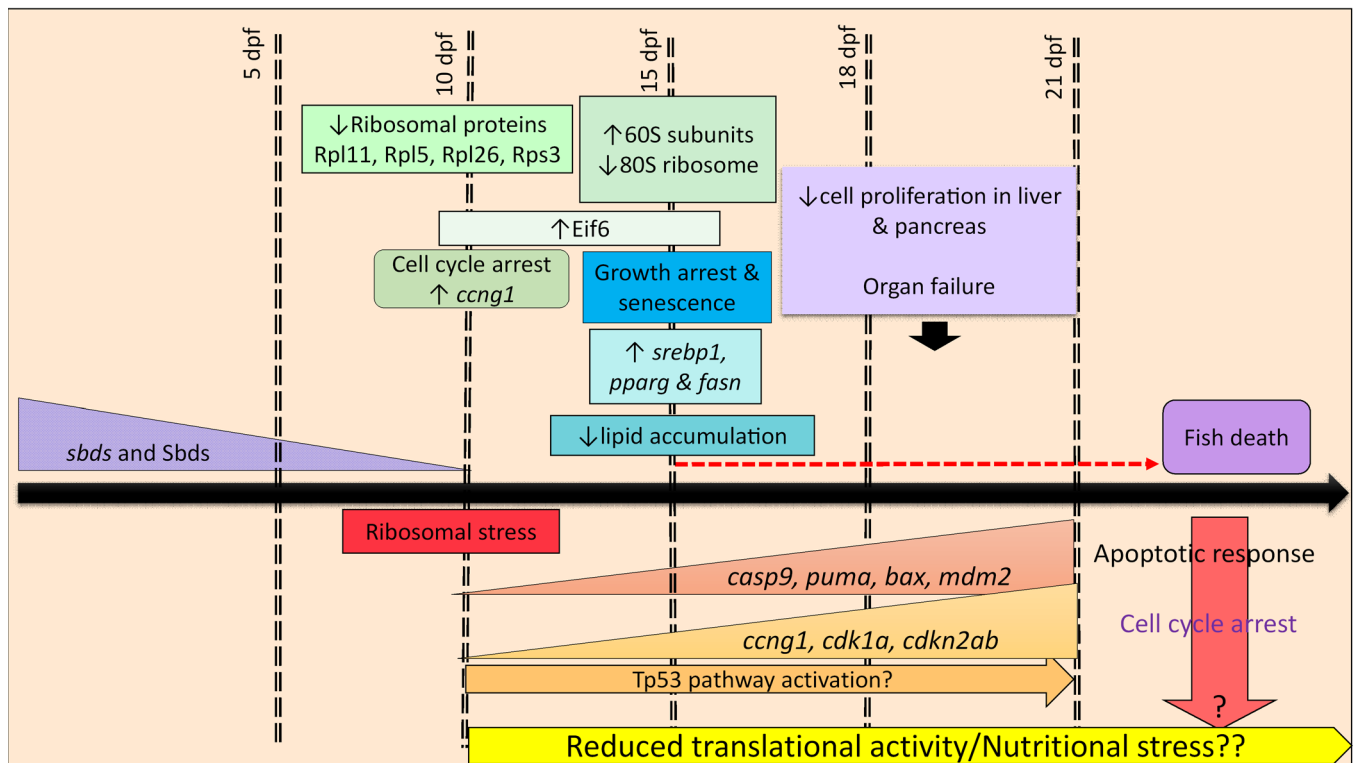 5 dpf
10 dpf
15 dpf
18 dpf
21 dpf
↓Ribosomal proteins
Rpl11, Rpl5, Rpl26, Rps3
↑60S subunits
↓80S ribosome
↓cell proliferation in liver
& pancreas
Organ failure
↑Eif6
Cell cycle arrest
↑ ccng1
Growth arrest &
senescence
↑ srebp1,
pparg & fasn
↓lipid accumulation
sbds and Sbds
Fish death
Ribosomal stress
casp9, puma, bax, mdm2
Apoptotic response
ccng1, cdk1a, cdkn2ab
Cell cycle arrest
Tp53 pathway activation?
?
Reduced translational activity/Nutritional stress??